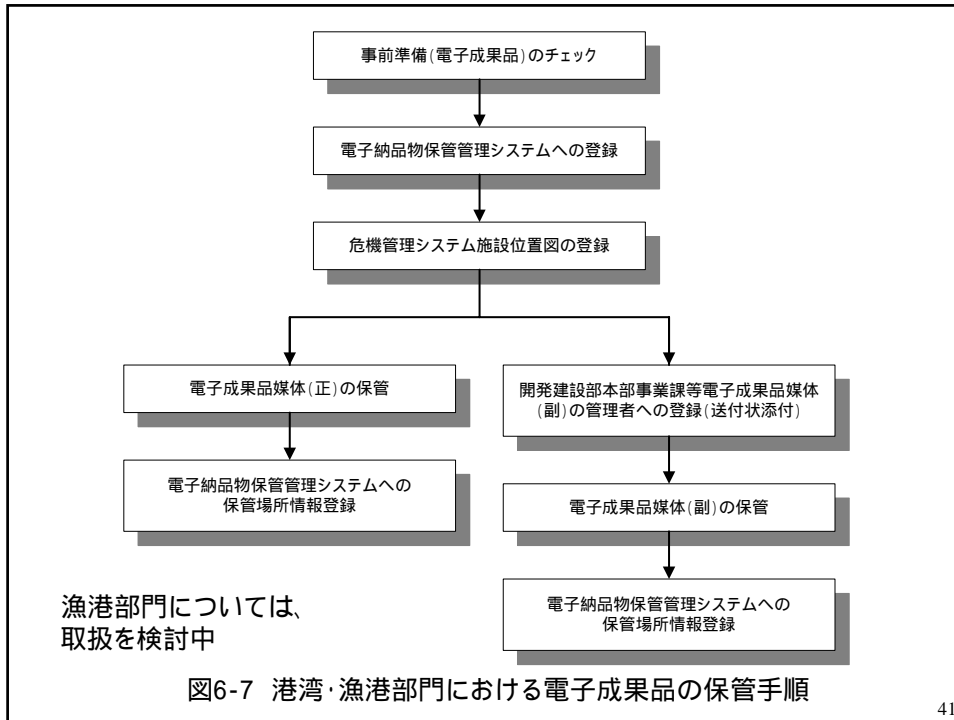 事前準備(電子成果品)のチェック
電子納品物保管管理システムへの登録
危機管理システム施設位置図の登録
電子成果品媒体(正)の保管
電子納品物保管管理システムへの
保管場所情報登録
開発建設部本部事業課等電子成果品媒体
(副)の管理者への登録(送付状添付)
電子成果品媒体(副)の保管
電子納品物保管管理システムへの
保管場所情報登録
漁港部門については、
取扱を検討中
図6-7 港湾・漁港部門における電子成果品の保管手順
41